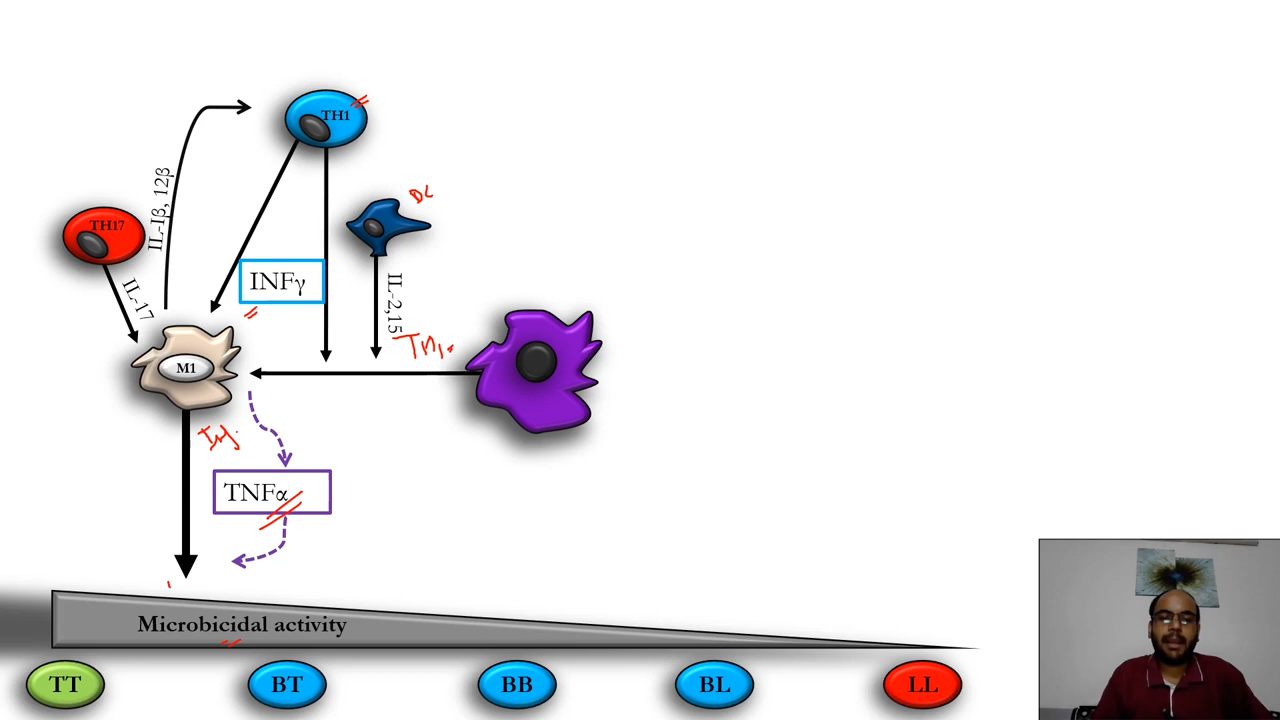 TH1
DC
TH17
IL-Iβ, 12β
IL-17
INFγ
IL-2,15
M1
TNFα
Microbicidal activity
TT
BT
BB
BL
LL